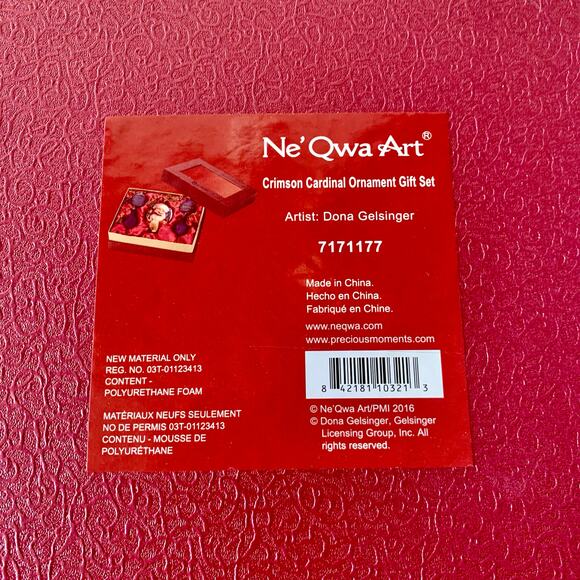 Ne'Qwa Art®
Crimson Cardinal Ornament Gift Set
Artist: Dona Gelsinger
7171177
Made in China.
Hecho en China.
Fabriqué en Chine.
www.neqwa.com
www.preciousmoments.com
8 42181 10321 3
© Ne'Qwa Art/PMI 2016
© Dona Gelsinger, Gelsinger
Licensing Group, Inc. All
rights reserved.
NEW MATERIAL ONLY
REG. NO. 03T-01123413
CONTENT -
POLYURETHANE FOAM
MATÉRIAUX NEUFS SEULEMENT
NO DE PERMIS 03T-01123413
CONTENU - MOUSSE DE
POLYURÉTHANE